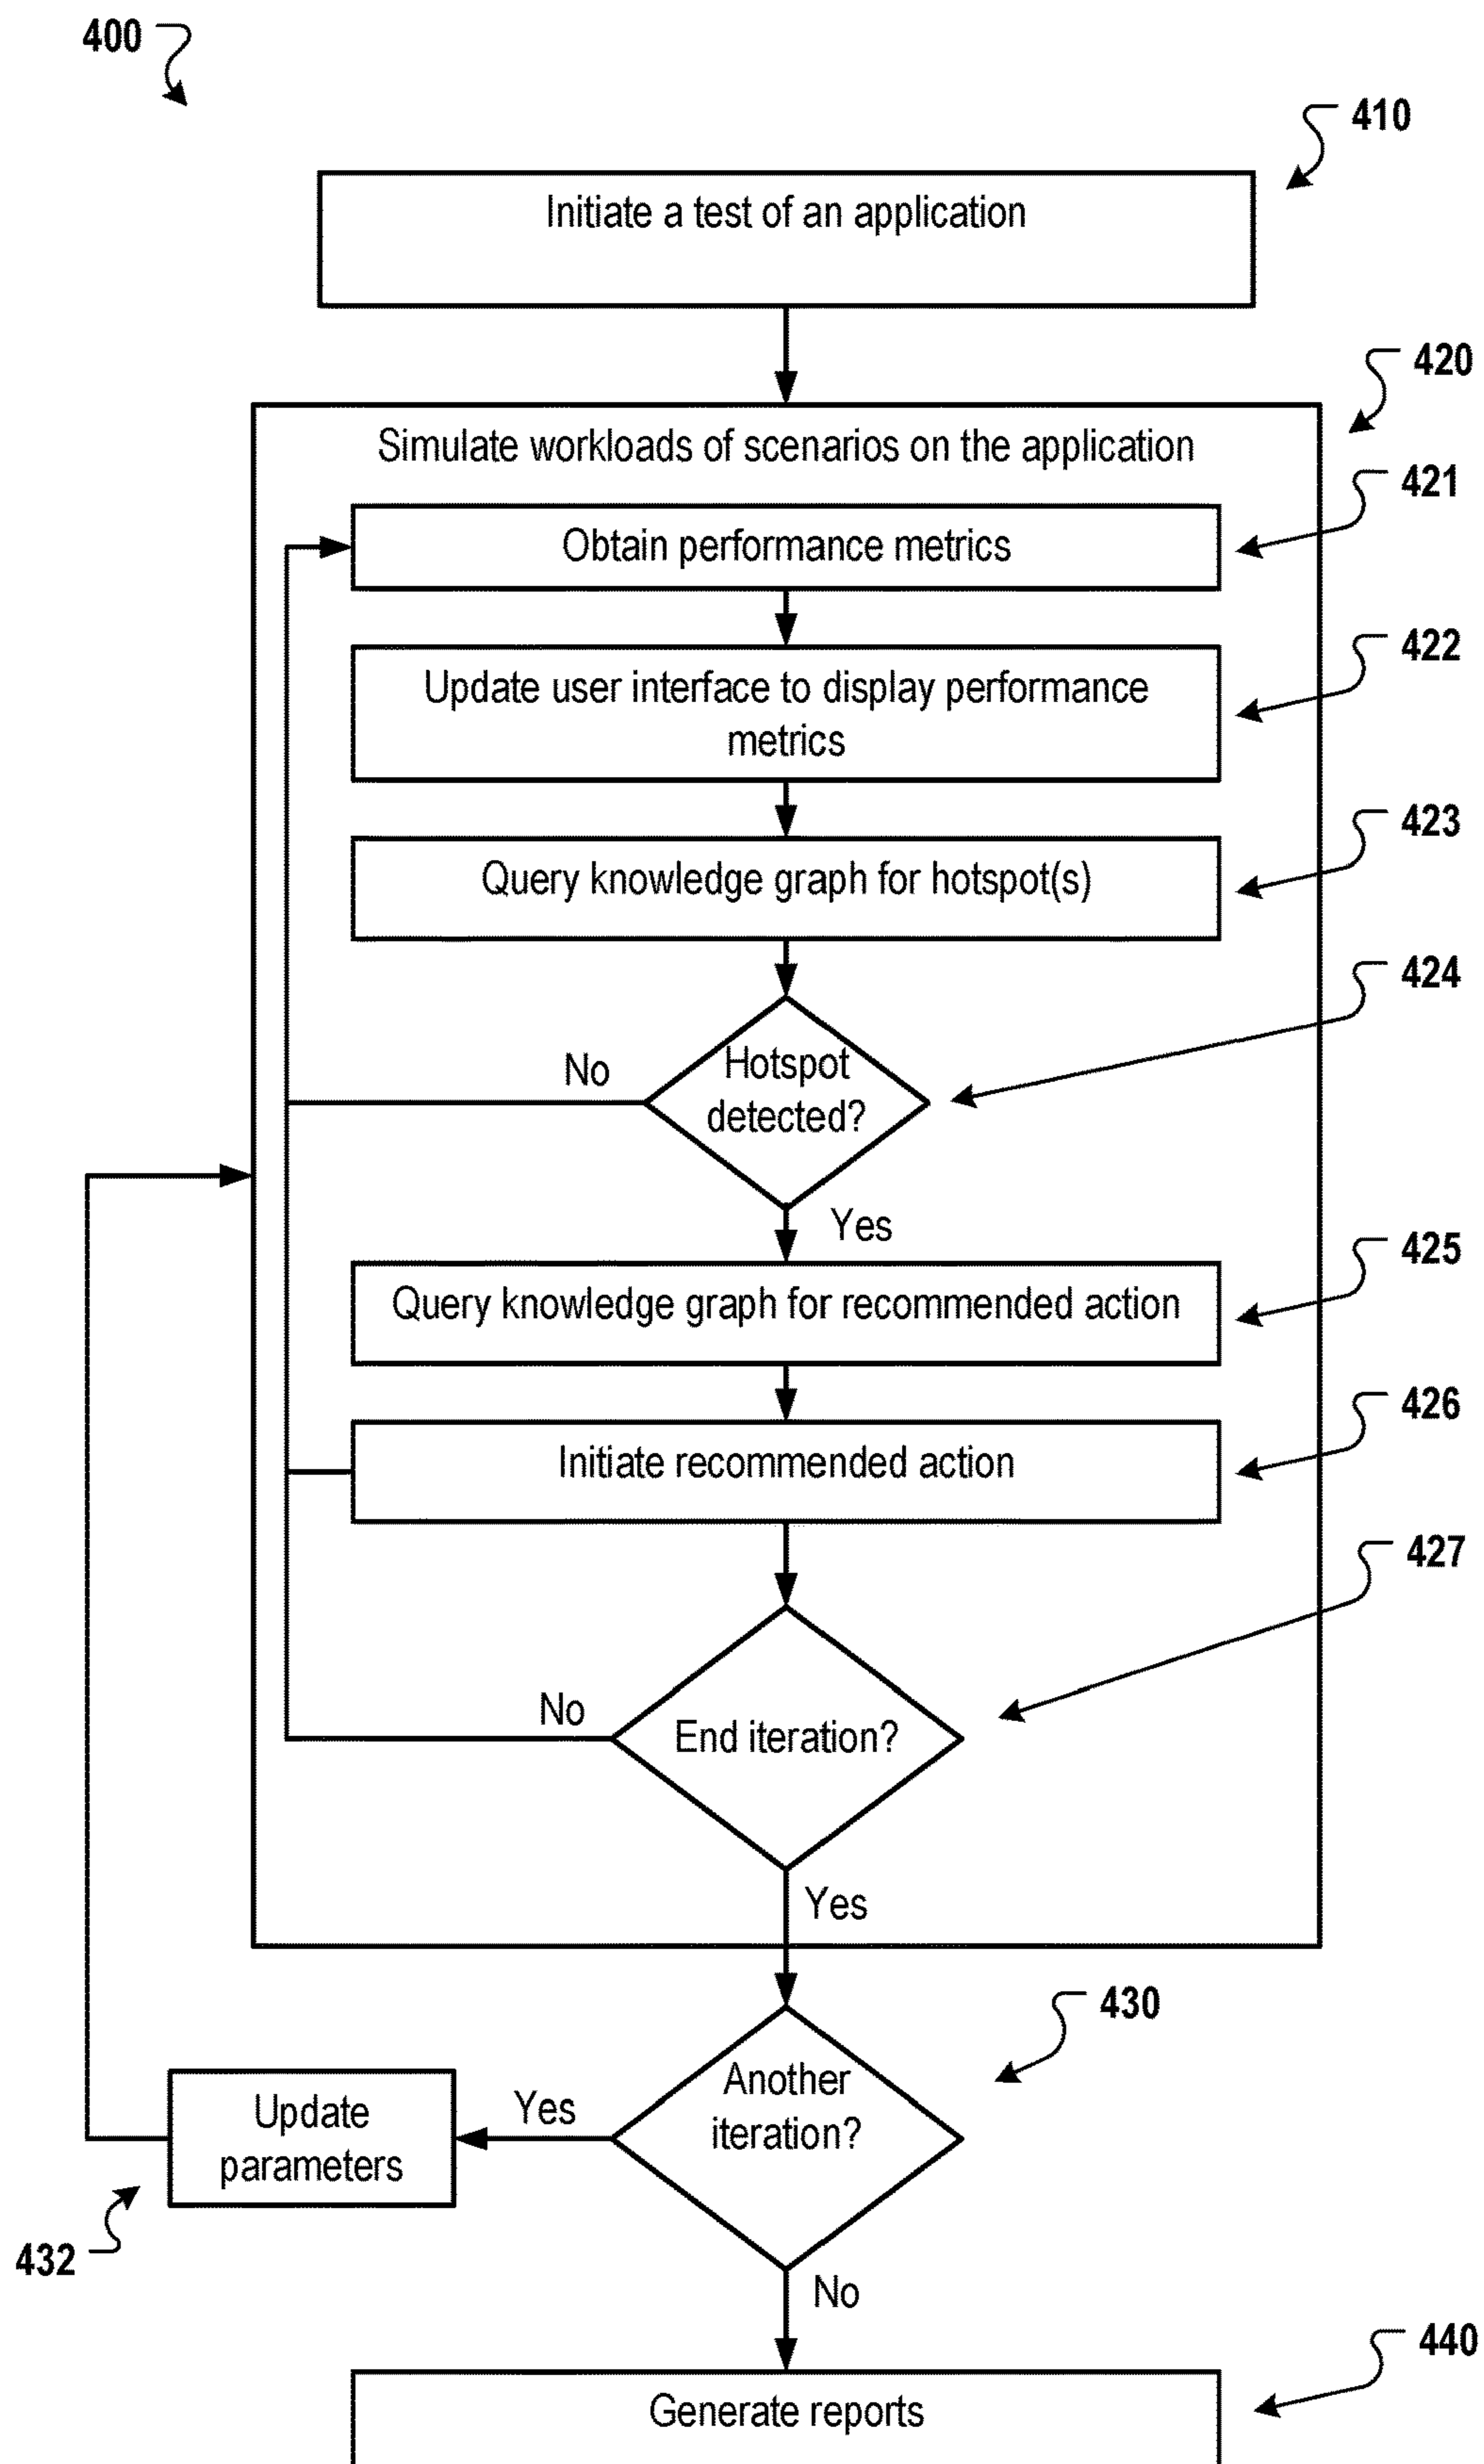 400
410
Initiate a test of an application
420
Simulate workloads of scenarios on the application
421
Obtain performance metrics
422
Update user interface to display performance
metrics
423
Query knowledge graph for hotspot(s)
424
Hotspot
detected?
No
Yes
425
Query knowledge graph for recommended action
426
Initiate recommended action
427
End iteration?
No
Yes
430
Another
iteration?
Yes
Update
parameters
432
No
440
Generate reports